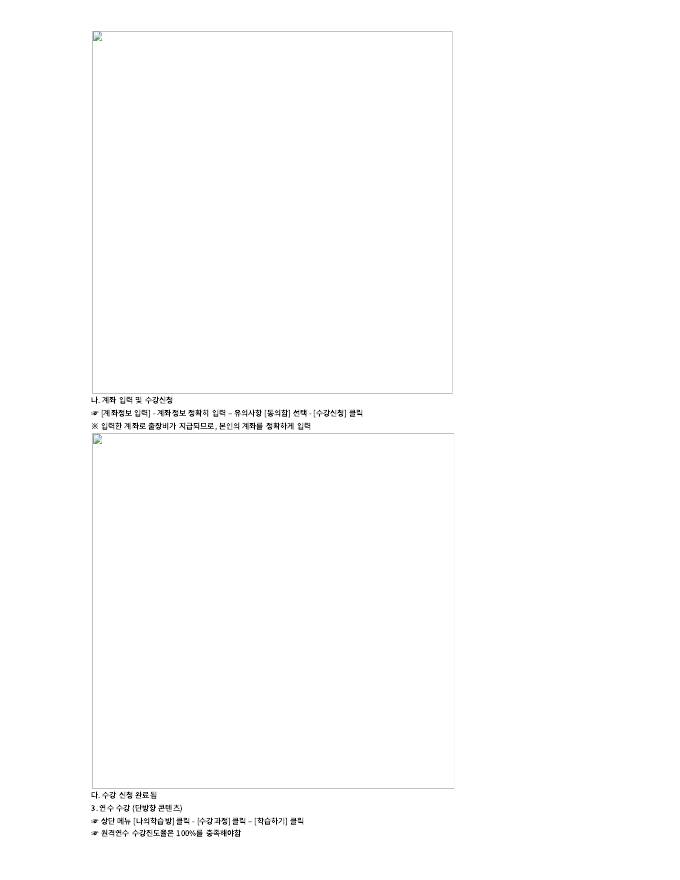 나. 계좌 입력 및 수강신청
☞ [계좌정보 입력] - 계좌정보 정확히 입력 – 유의사항 [동의함] 선택 - [수강신청] 클릭
※ 입력한 계좌로 출장비가 지급되므로, 본인의 계좌를 정확하게 입력
다. 수강 신청 완료됨
3. 연수 수강 (단방향 콘텐츠)
☞ 상단 메뉴 [나의학습방] 클릭 - [수강과정] 클릭 – [학습하기] 클릭
☞ 원격연수 수강진도율은 100%를 충족해야함